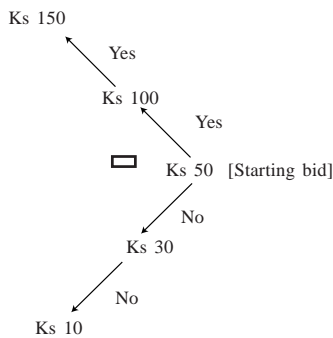 Ks 150
Yes
Ks 100
Yes
Ks 50 [Starting bid]
No
Ks 30
No
Ks 10